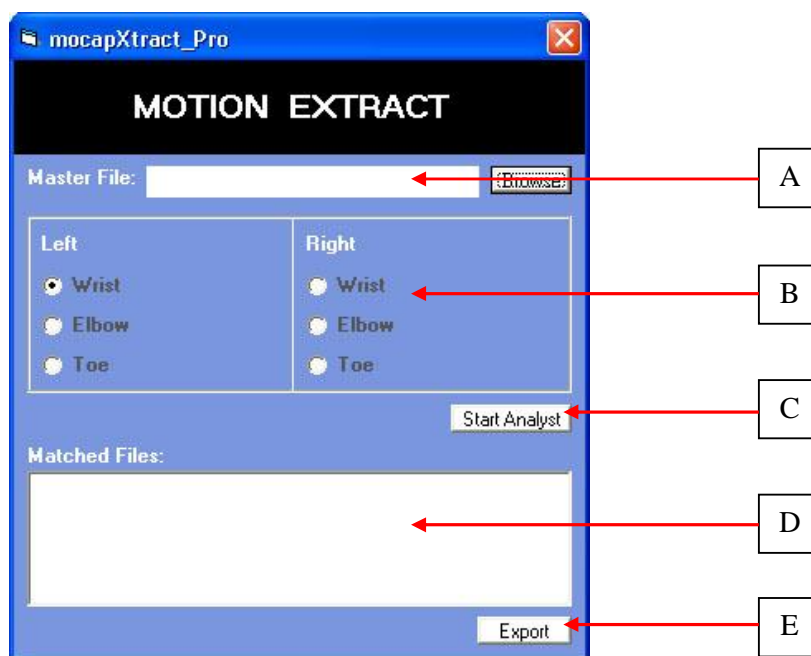 mocapXtract_Pro
MOTION EXTRACT
Master File: Browse A
Left Right
Wrist Wrist B
Elbow Elbow
Toe Toe
Start Analyst C
Matched Files:
D
Export E